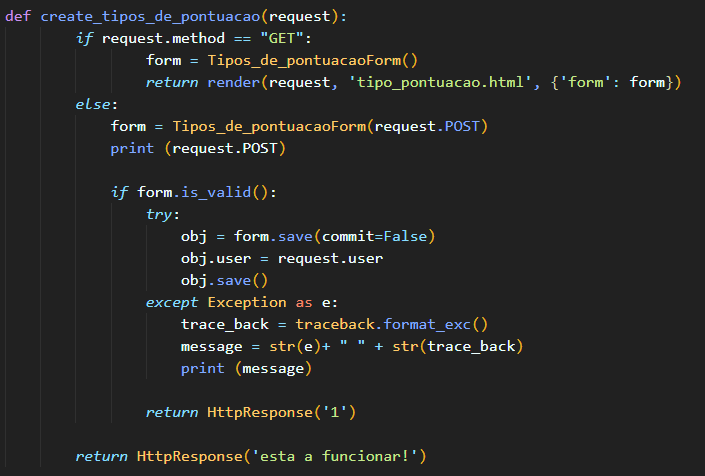 def create_tipos_de_pontuacao(request):
if request.method == "GET":
form = Tipos_de_pontuacaoForm()
return render(request, 'tipo_pontuacao.html', {'form': form})
else:
form = Tipos_de_pontuacaoForm(request.POST)
print (request.POST)
if form.is_valid():
try:
obj = form.save(commit=False)
obj.user = request.user
obj.save()
except Exception as e:
trace_back = traceback.format_exc()
message = str(e)+ " " + str(trace_back)
print (message)
return HttpResponse('1')
return HttpResponse('esta a funcionar!')